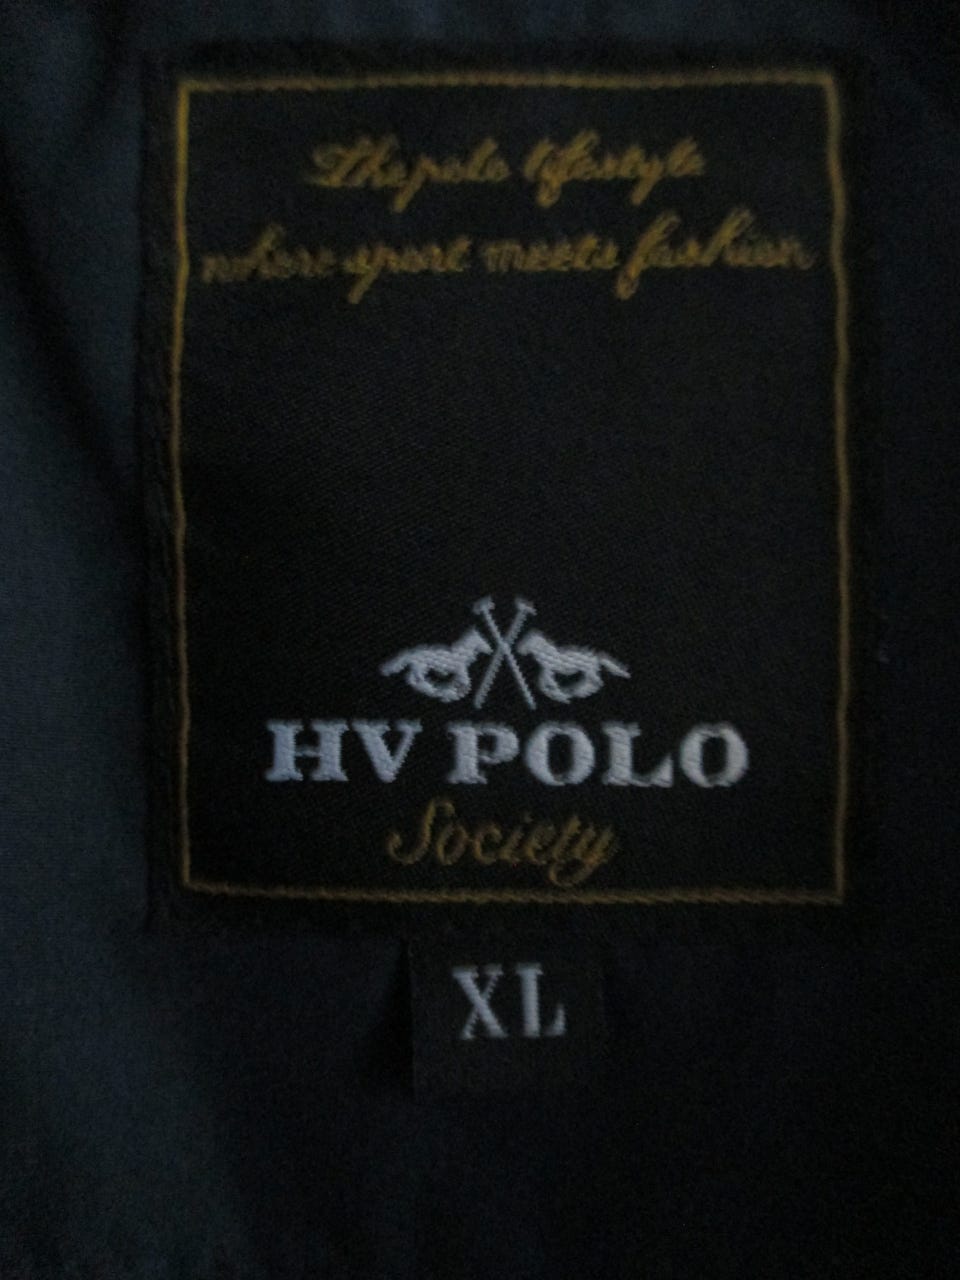 The polo lifestyle
where sport meets fashion
HV POLO
Society
XL